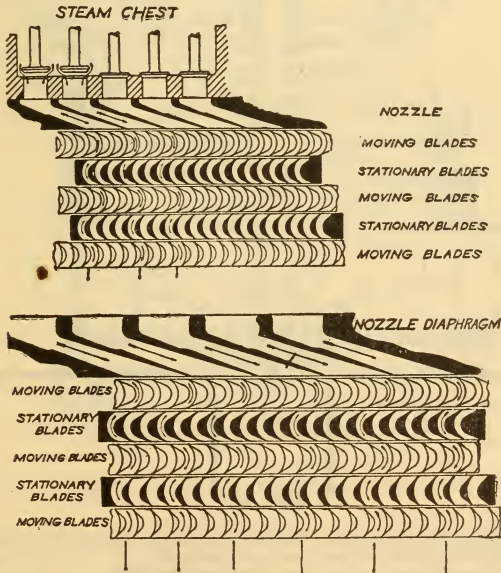 STEAM CHEST
NOZZLE
MOVING BLADES
STATIONARY BLADES
MOVING BLADES
STATIONARY BLADES
MOVING BLADES
NOZZLE DIAPHRAGM
MOVING BLADES
STATIONARY
BLADES
MOVING BLADES
STATIONARY
BLADES
MOVING BLADES